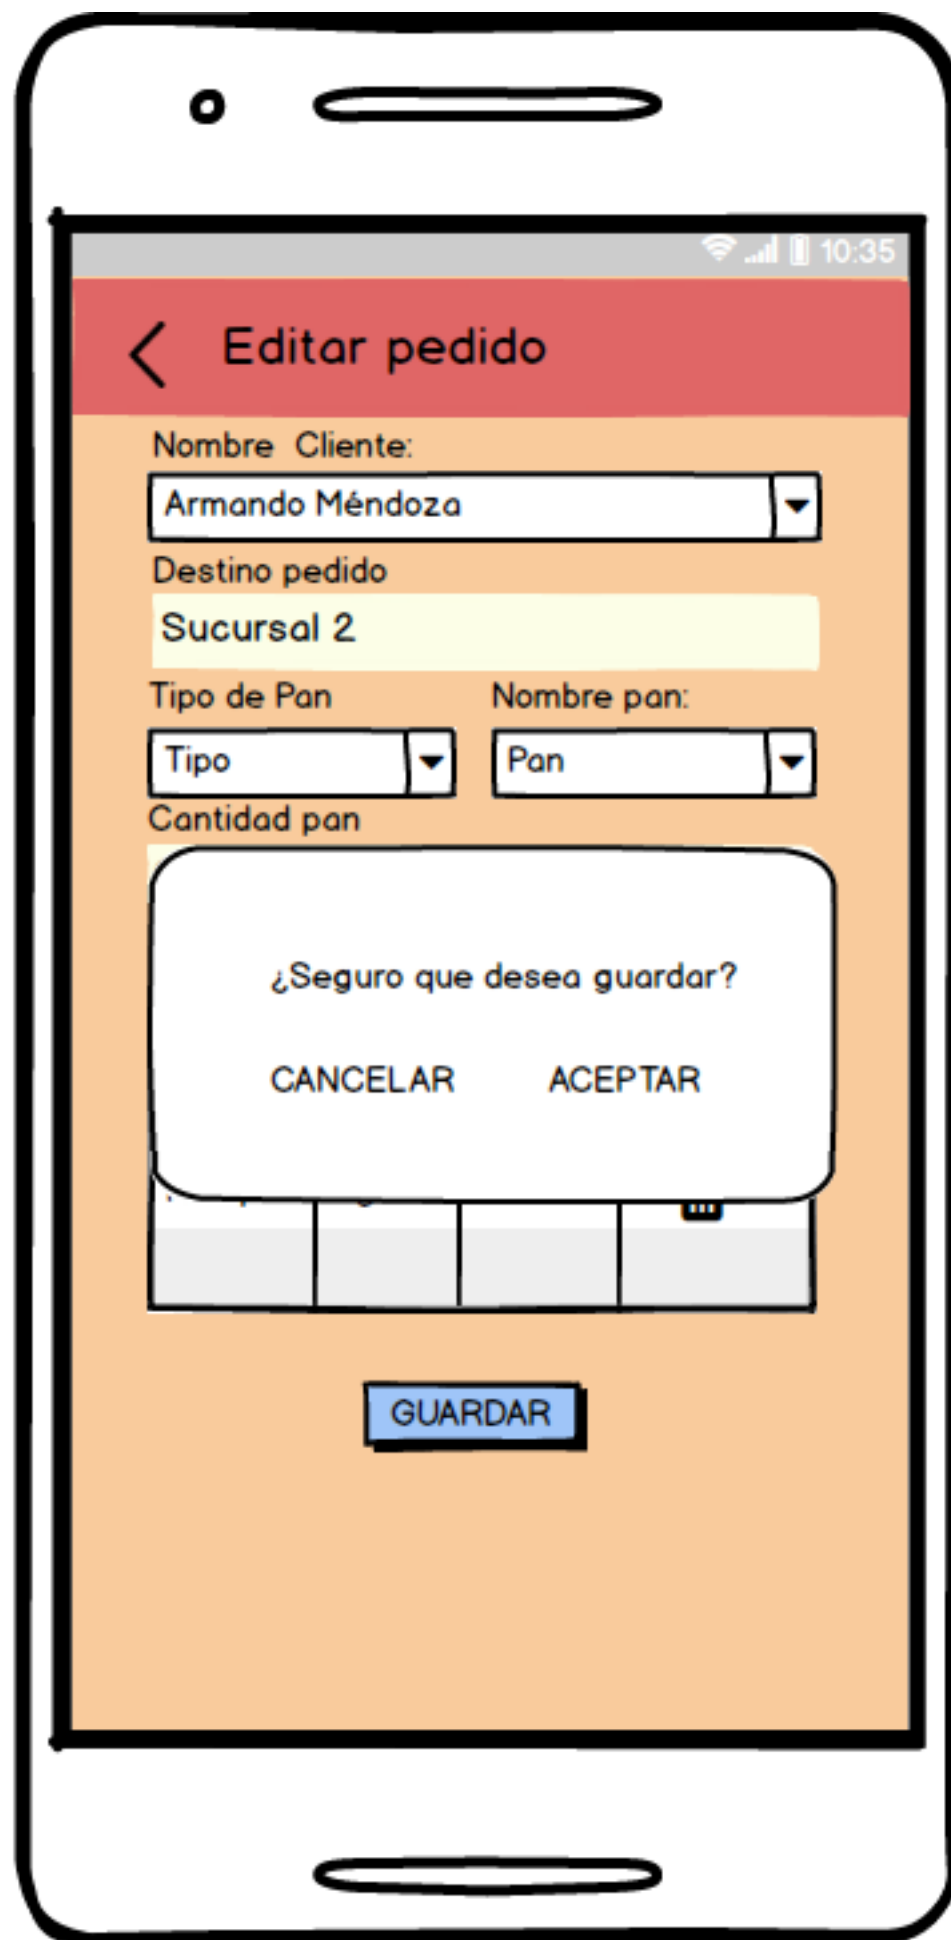 10:35
Editar pedido
Nombre Cliente:
Armando Méndoza
Destino pedido
Sucursal 2
Tipo de Pan Nombre pan:
Tipo Pan
Cantidad pan
¿Seguro que desea guardar?
CANCELAR ACEPTAR
GUARDAR